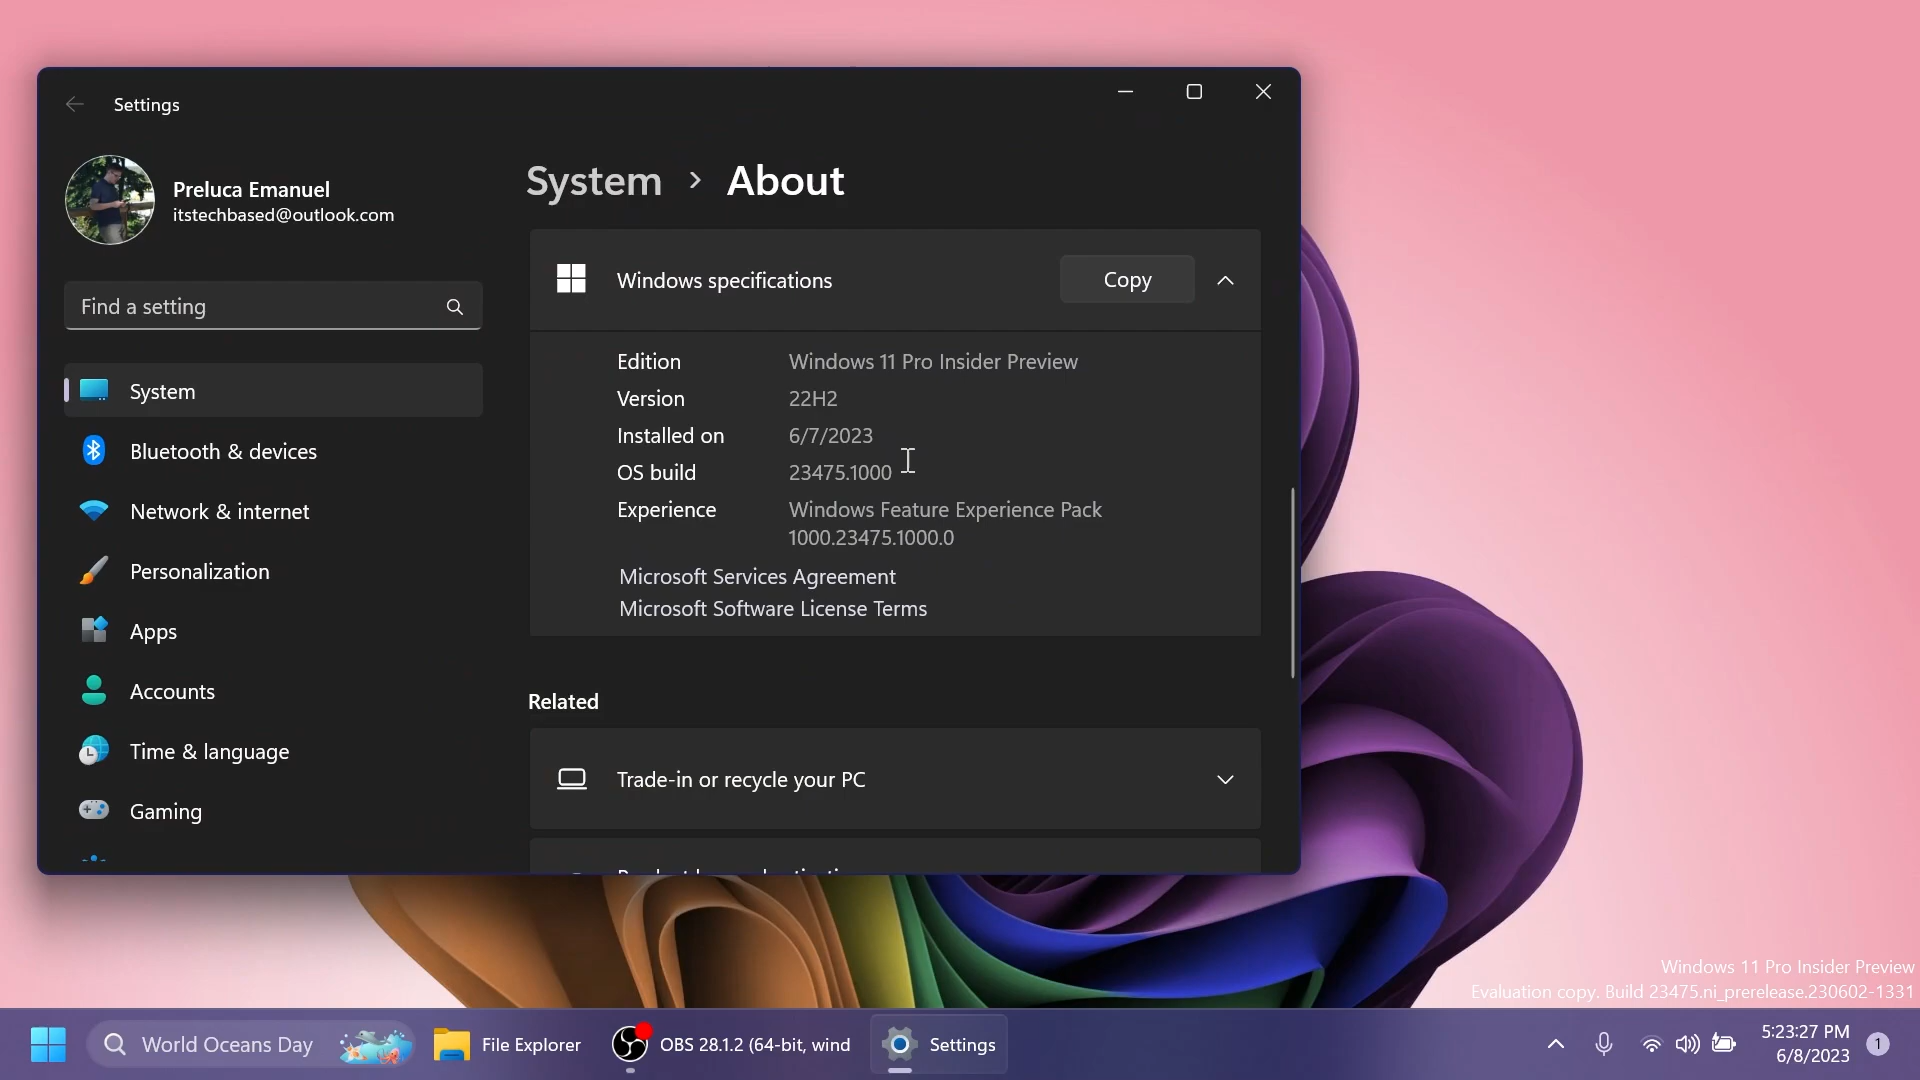 Settings
Preluca Emanuel
itstechbased@outlook.com
Find a setting
System
Bluetooth & devices
Network & internet
Personalization
Apps
Accounts
Time & language
Gaming
System > About
Windows specifications
Copy
Edition Windows 11 Pro Insider Preview
Version 22H2
Installed on 6/7/2023
OS build 23475.1000
Experience Windows Feature Experience Pack
1000.23475.1000.0
Microsoft Services Agreement
Microsoft Software License Terms
Related
Trade-in or recycle your PC
Windows 11 Pro Insider Preview
Evaluation copy. Build 23475.ni_prerelease.230602-1331
World Oceans Day
File Explorer
OBS 28.1.2 (64-bit, wind
Settings
5:23:27 PM
6/8/2023
1